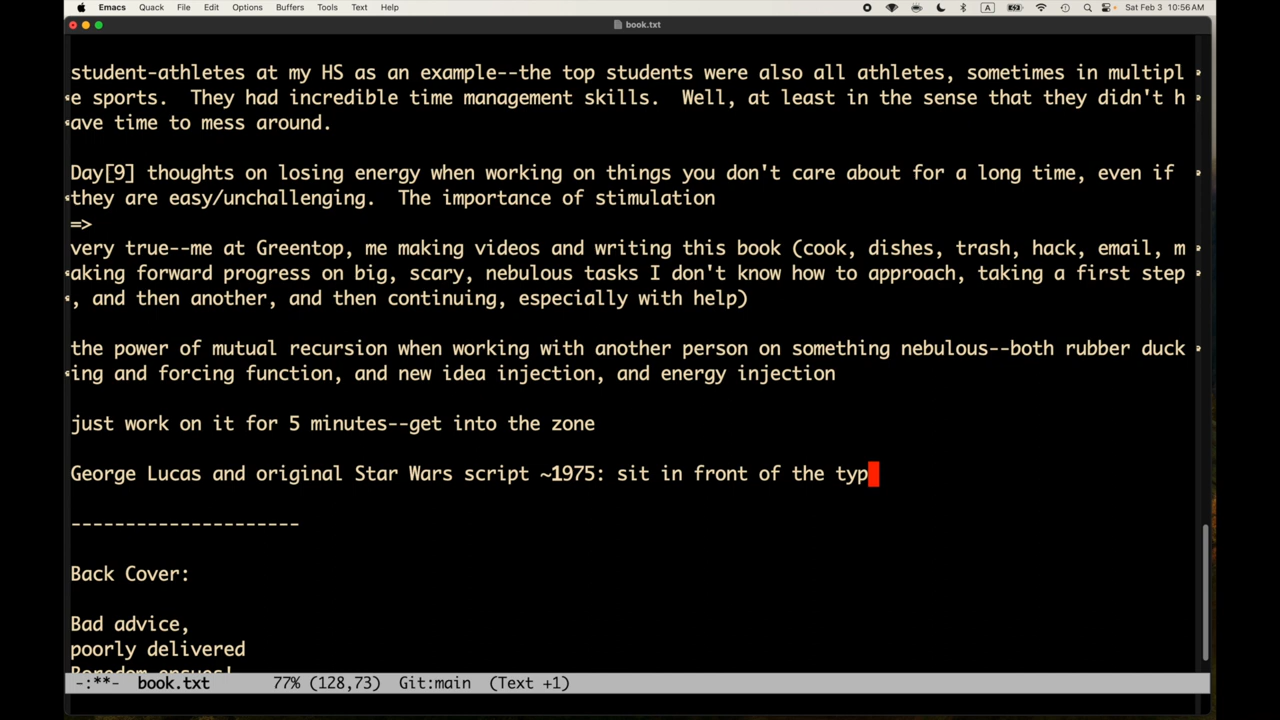 Emacs Quack File Edit Options Buffers Tools Text Help A Sat Feb 3 10:56 AM
book.txt
student-athletes at my HS as an example--the top students were also all athletes, sometimes in multipl
e sports.  They had incredible time management skills.  Well, at least in the sense that they didn't h
ave time to mess around.
Day[9] thoughts on losing energy when working on things you don't care about for a long time, even if
they are easy/unchallenging.  The importance of stimulation
=>
very true--me at Greentop, me making videos and writing this book (cook, dishes, trash, hack, email, m
aking forward progress on big, scary, nebulous tasks I don't know how to approach, taking a first step
, and then another, and then continuing, especially with help)
the power of mutual recursion when working with another person on something nebulous--both rubber duck
ing and forcing function, and new idea injection, and energy injection
just work on it for 5 minutes--get into the zone
George Lucas and original Star Wars script ~1975: sit in front of the typ
---------------------
Back Cover:
Bad advice,
poorly delivered
Boredom ensues!
-:**-  book.txt      77% (128,73)  Git:main  (Text +1)